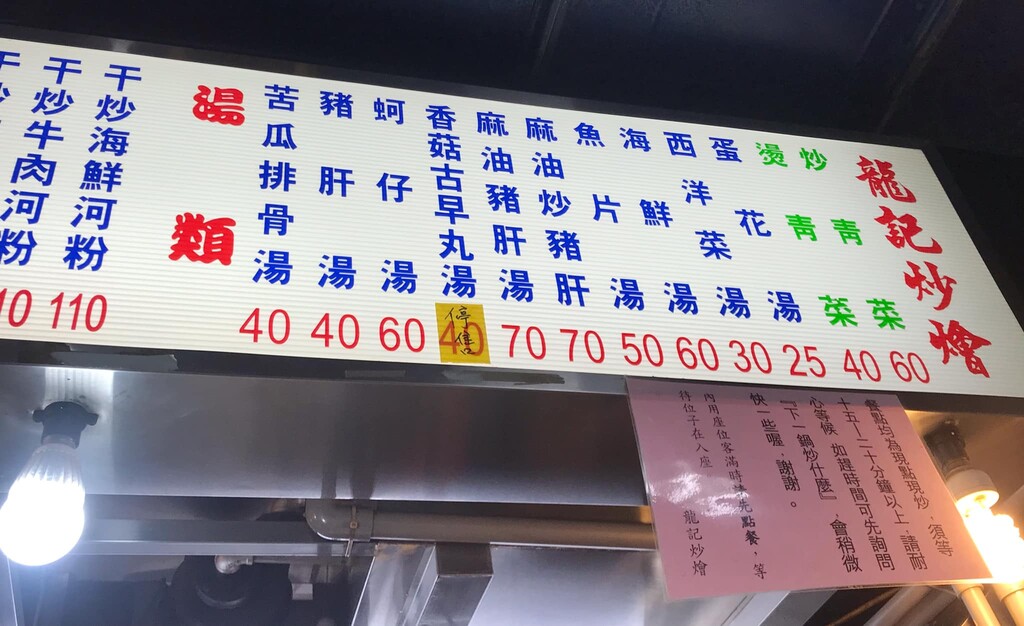 龍記炒燴
炒青菜 60
燙青菜 40
蛋花湯 25
西洋菜湯 30
海鮮湯 60
魚片湯 50
麻油炒豬肝 70
麻油豬肝湯 70
香菇古早丸湯 停售
蚵仔湯 60
豬肝湯 40
苦瓜排骨湯 40
湯類
干炒海鮮河粉 110
干炒牛肉河粉
餐點均為現點現炒，須等
十五～二十分鐘以上，請耐
心等候 如趕時間可先詢問
『下一鍋炒什麼』，會稍微
快一些喔，謝謝。
內用座位客滿時請先點餐，等
待位子在入座 龍記炒燴